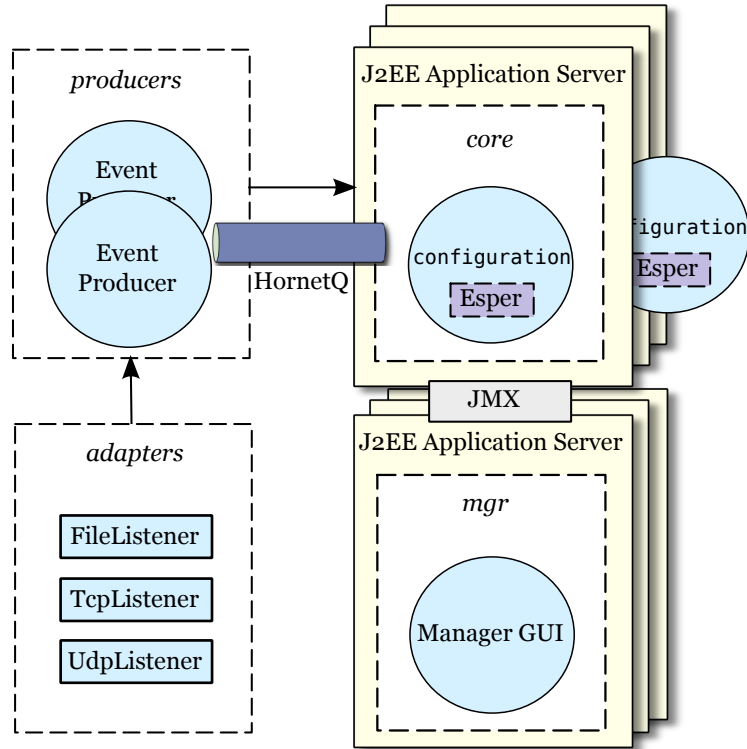 producers
Event
Event
Producer
HornetQ
adapters
FileListener
TcpListener
UdpListener
J2EE Application Server
core
configuration
Esper
figuration
Esper
JMX
J2EE Application Server
mgr
Manager GUI